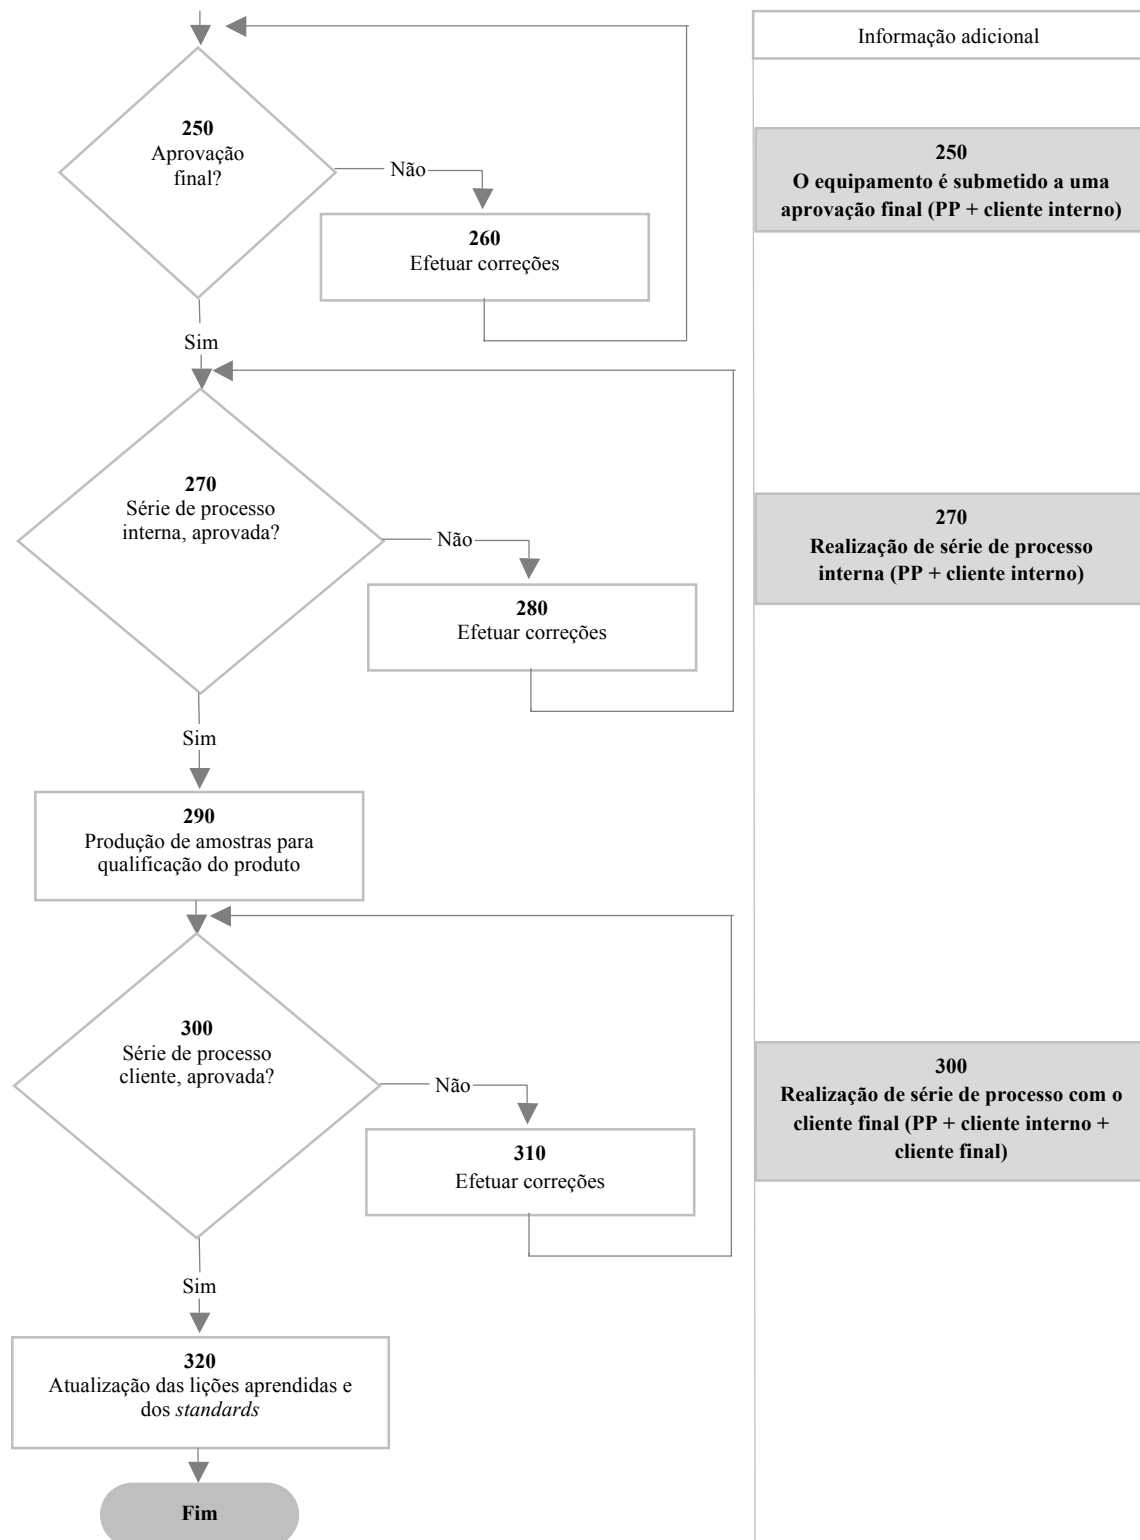 Informação adicional
250
Aprovação
final?
Não
250
O equipamento é submetido a uma
aprovação final (PP + cliente interno)
260
Efetuar correções
Sim
270
Série de processo
interna, aprovada?
Não
270
Realização de série de processo
interna (PP + cliente interno)
280
Efetuar correções
Sim
290
Produção de amostras para
qualificação do produto
300
Série de processo
cliente, aprovada?
Não
300
Realização de série de processo com o
cliente final (PP + cliente interno +
cliente final)
310
Efetuar correções
Sim
320
Atualização das lições aprendidas e
dos standards
Fim